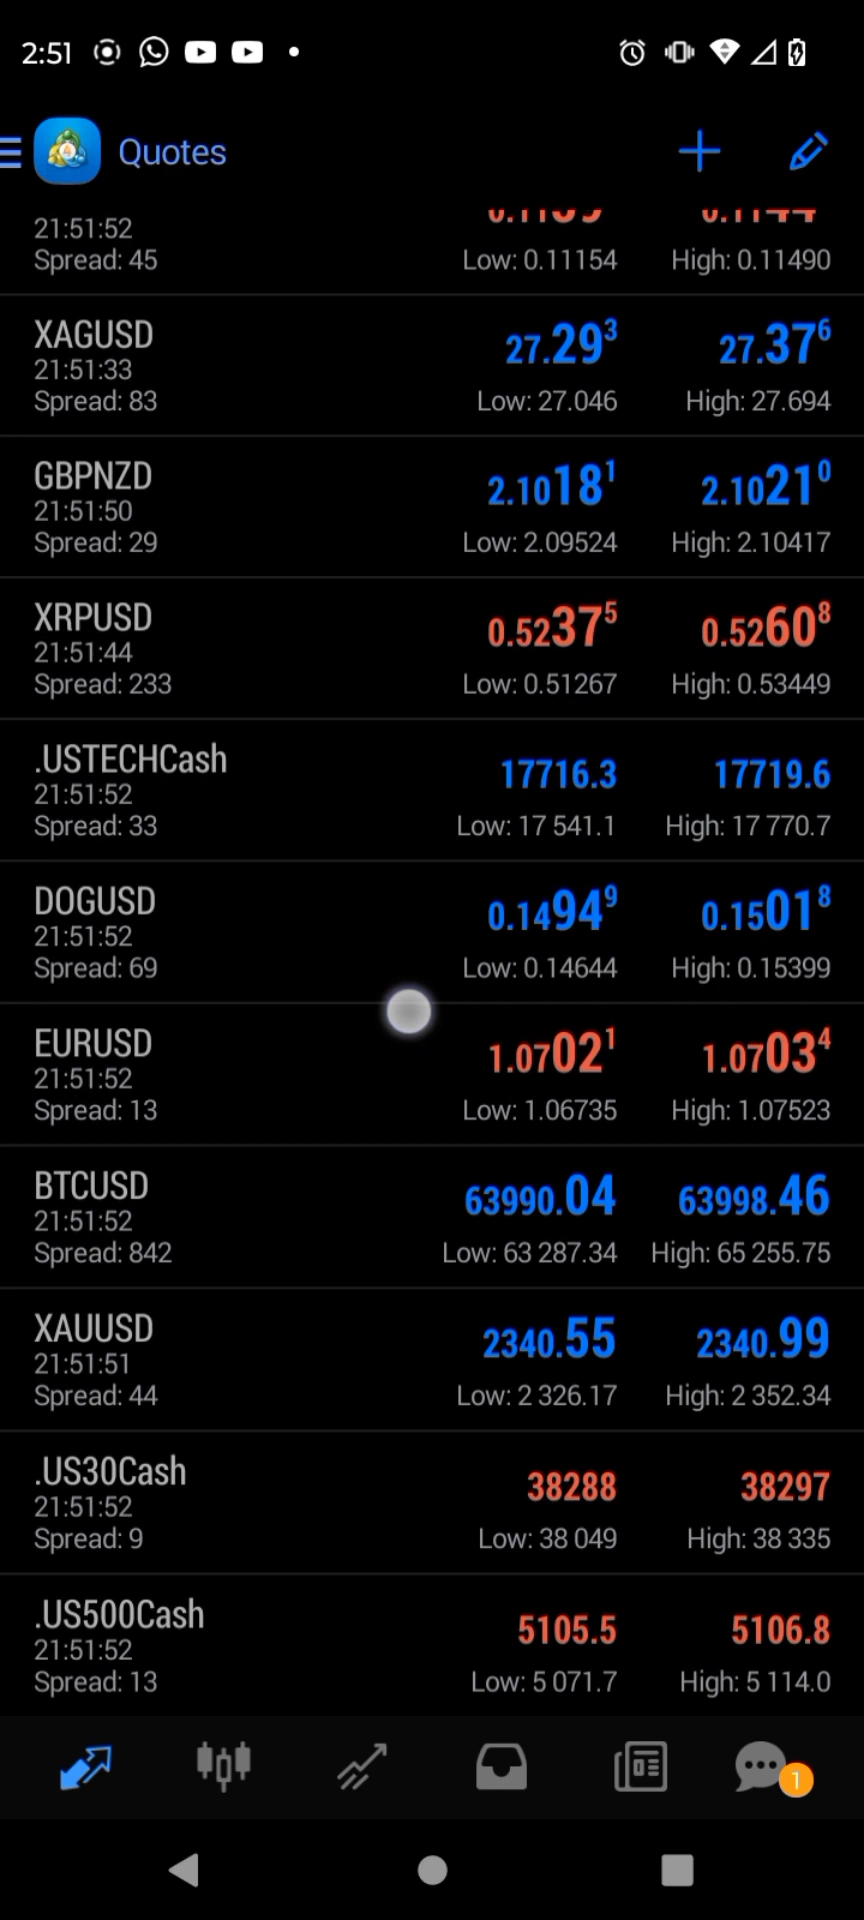 2:51
Quotes
21:51:52
Spread: 45
Low: 0.11154
High: 0.11490
XAGUSD
27.293
27.376
21:51:33
Spread: 83
Low: 27.046
High: 27.694
GBPNZD
2.10181
2.10210
21:51:50
Spread: 29
Low: 2.09524
High: 2.10417
XRPUSD
0.52375
0.52608
21:51:44
Spread: 233
Low: 0.51267
High: 0.53449
.USTECHCash
17716.3
17719.6
21:51:52
Spread: 33
Low: 17 541.1
High: 17 770.7
DOGUSD
0.14949
0.15018
21:51:52
Spread: 69
Low: 0.14644
High: 0.15399
EURUSD
1.07021
1.07034
21:51:52
Spread: 13
Low: 1.06735
High: 1.07523
BTCUSD
63990.04
63998.46
21:51:52
Spread: 842
Low: 63 287.34
High: 65 255.75
XAUUSD
2340.55
2340.99
21:51:51
Spread: 44
Low: 2 326.17
High: 2 352.34
.US30Cash
38288
38297
21:51:52
Spread: 9
Low: 38 049
High: 38 335
.US500Cash
5105.5
5106.8
21:51:52
Spread: 13
Low: 5 071.7
High: 5 114.0
1